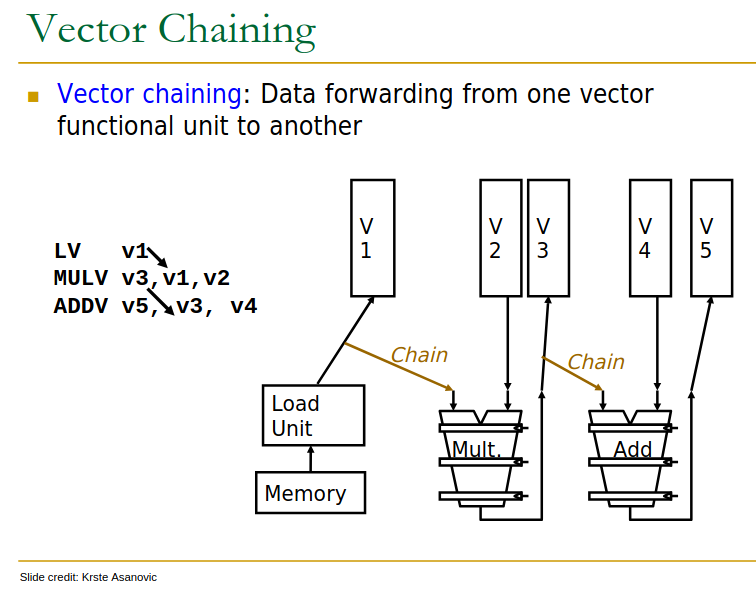 Vector Chaining
Vector chaining: Data forwarding from one vector
functional unit to another
LV v1
MULV v3,v1,v2
ADDV v5, v3, v4
V
1
V
2
V
3
V
4
V
5
Chain
Chain
Load
Unit
Mult.
Add
Memory
Slide credit: Krste Asanovic